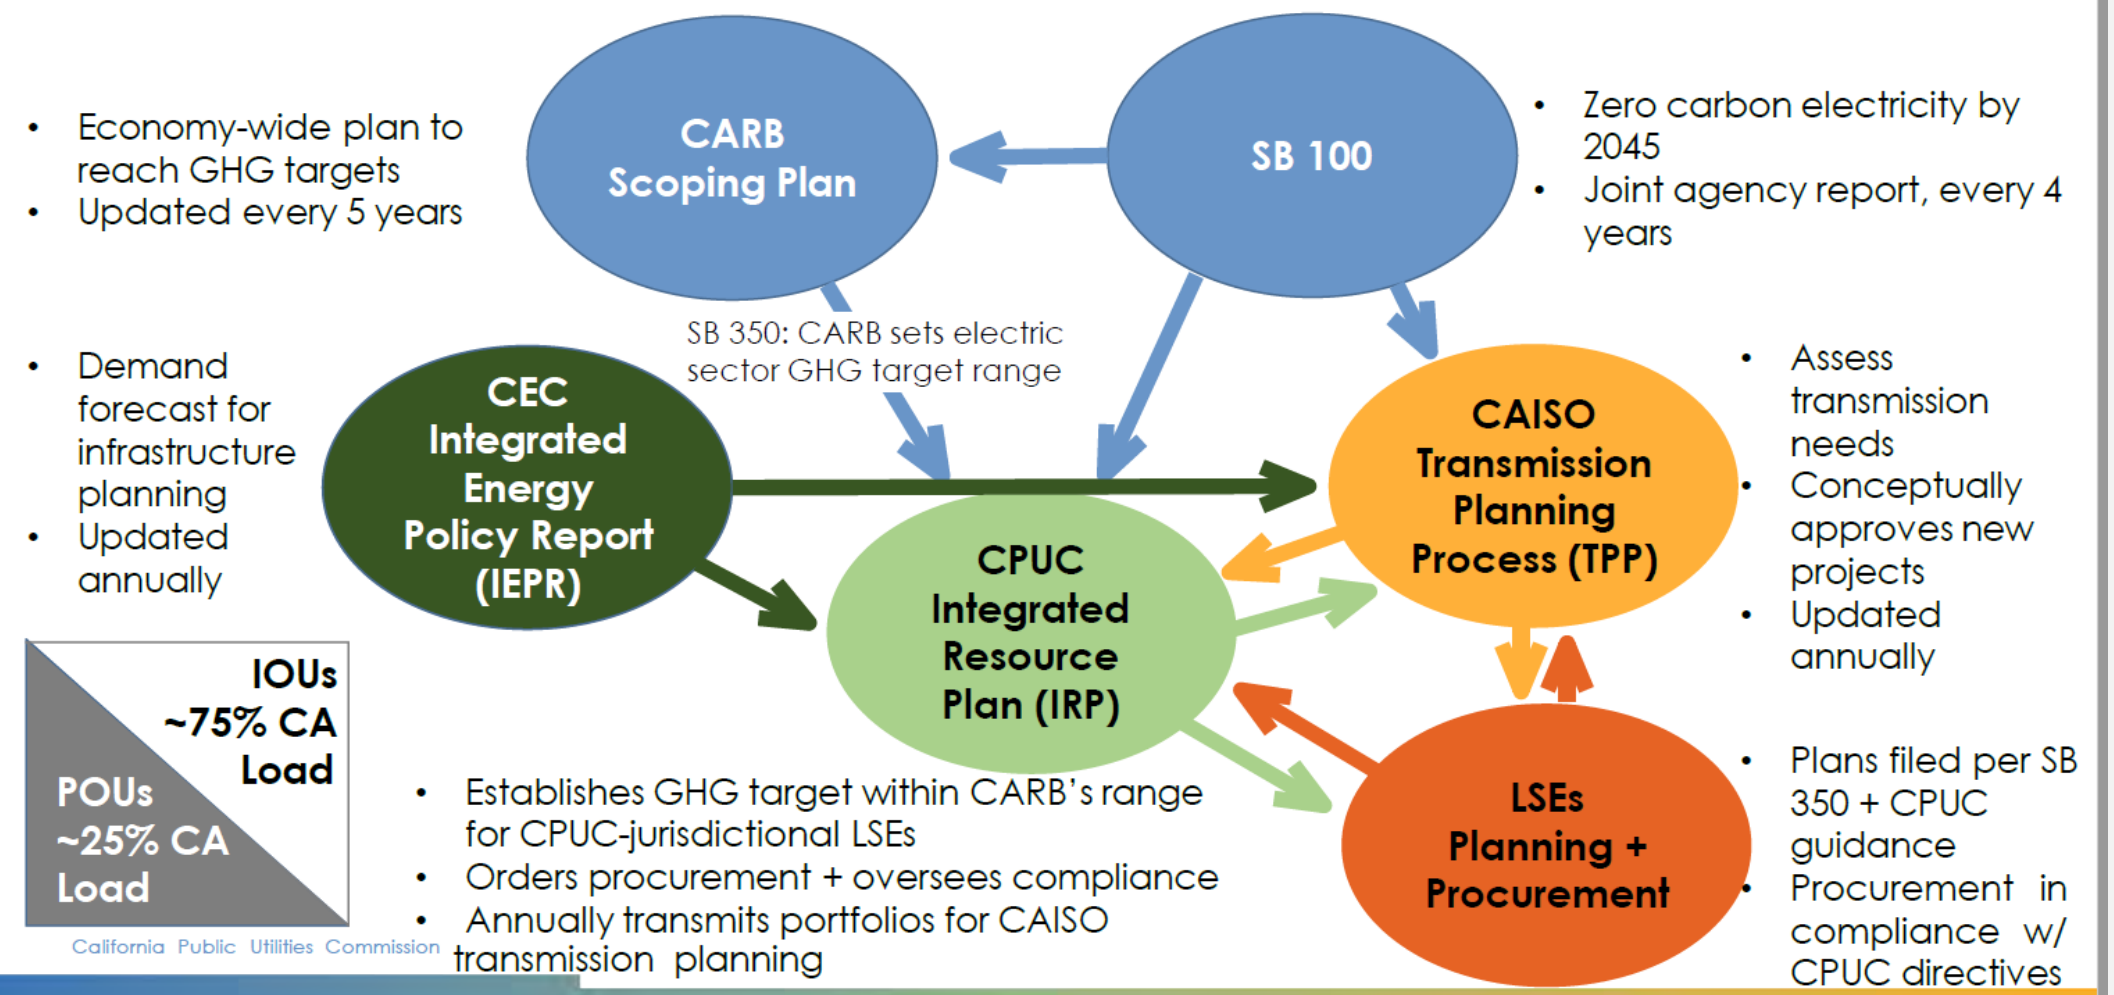 CARB
Scoping Plan
SB 100
• Economy-wide plan to
reach GHG targets
• Updated every 5 years
• Zero carbon electricity by
2045
• Joint agency report, every 4
years
SB 350: CARB sets electric
sector GHG target range
• Demand
forecast for
infrastructure
planning
• Updated
annually
CEC
Integrated
Energy
Policy Report
(IEPR)
CAISO
Transmission
Planning
Process (TPP)
• Assess
transmission
needs
• Conceptually
approves new
projects
• Updated
annually
CPUC
Integrated
Resource
Plan (IRP)
IOUs
~75% CA
Load
POUs
~25% CA
Load
LSEs
Planning +
Procurement
• Plans filed per SB
350 + CPUC
guidance
• Procurement in
compliance w/
CPUC directives
• Establishes GHG target within CARB's range
for CPUC-jurisdictional LSEs
• Orders procurement + oversees compliance
• Annually transmits portfolios for CAISO
transmission planning
California Public Utilities Commission